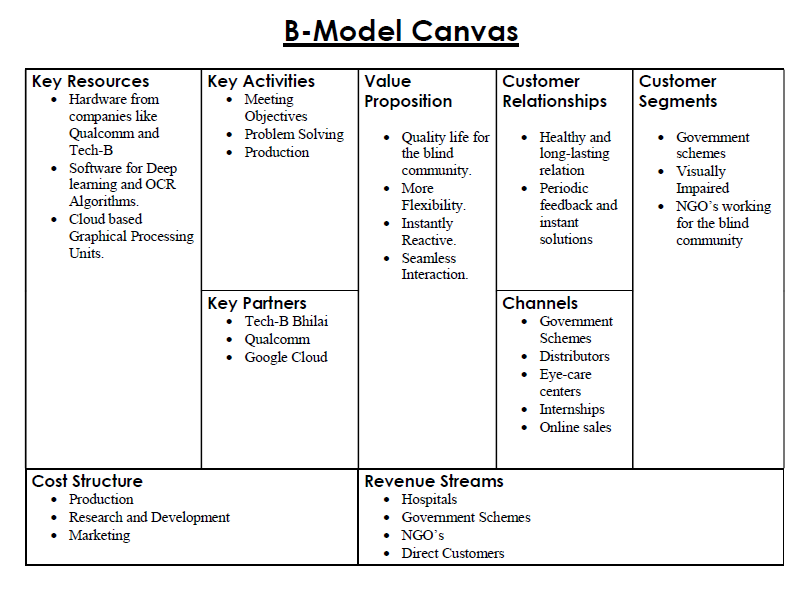 B-Model Canvas
Key Resources
• Hardware from
companies like
Qualcomm and
Tech-B
• Software for Deep
learning and OCR
Algorithms.
• Cloud based
Graphical Processing
Units.
Key Activities
• Meeting
Objectives
• Problem Solving
• Production
Key Partners
• Tech-B Bhilai
• Qualcomm
• Google Cloud
Value
Proposition
• Quality life for
the blind
community.
• More
Flexibility.
• Instantly
Reactive.
• Seamless
Interaction.
Customer
Relationships
• Healthy and
long-lasting
relation
• Periodic
feedback and
instant
solutions
Channels
• Government
Schemes
• Distributors
• Eye-care
centers
• Internships
• Online sales
Customer
Segments
• Government
schemes
• Visually
Impaired
• NGO’s working
for the blind
community
Cost Structure
• Production
• Research and Development
• Marketing
Revenue Streams
• Hospitals
• Government Schemes
• NGO’s
• Direct Customers